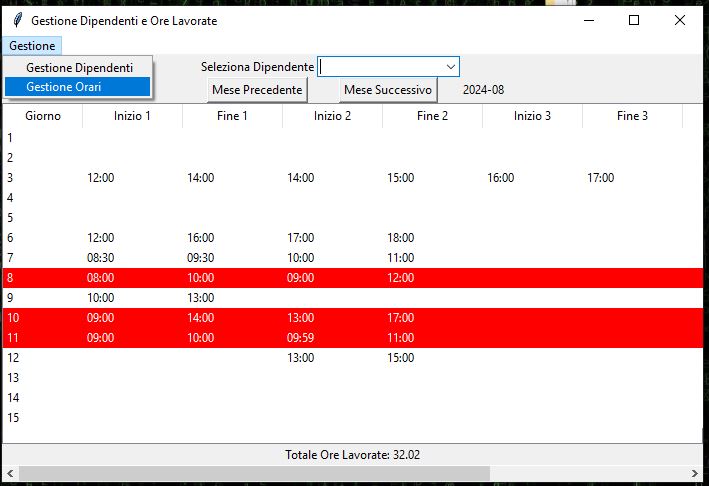 Gestione Dipendenti e Ore Lavorate
Gestione
Gestione Dipendenti
Gestione Orari
Seleziona Dipendente
Mese Precedente Mese Successivo 2024-08
Giorno Inizio 1 Fine 1 Inizio 2 Fine 2 Inizio 3 Fine 3
1
2
3 12:00 14:00 14:00 15:00 16:00 17:00
4
5
6 12:00 16:00 17:00 18:00
7 08:30 09:30 10:00 11:00
8 08:00 10:00 09:00 12:00
9 10:00 13:00
10 09:00 14:00 13:00 17:00
11 09:00 10:00 09:59 11:00
12 13:00 15:00
13
14
15
Totale Ore Lavorate: 32.02